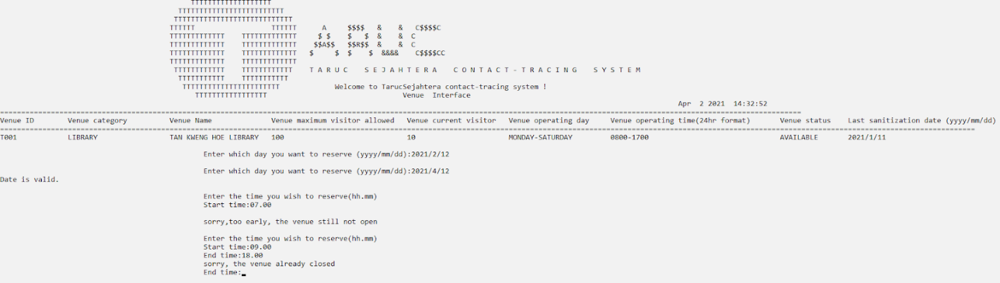 TTTTTTTTTTTTTTTTTTT
TTTTTTTTTTTTTTTTTTTTTTTTT
TTTTTTTTTTTTTTTTTTTTTTTTTTTT
TTTTTT TTTTTT A $$$$ & & C$$$$C
TTTTTTTTTTTTT TTTTTTTTTTTTT $ $ $ $ & & C
TTTTTTTTTTTTT TTTTTTTTTTTTT $$A$$ $$R$$ & & C
TTTTTTTTTTTTT TTTTTTTTTTTTT $ $ $ $ &&&& C$$$$CC
TTTTTTTTTTTTT TTTTTTTTTTTTT
TTTTTTTTTTTT TTTTTTTTTTTT T A R U C S E J A H T E R A C O N T A C T - T R A C I N G S Y S T E M
TTTTTTTTTTT TTTTTTTTTTT
TTTTTTTTTTTTTTTTTTTTTTT Welcome to TarucSejahtera contact-tracing system !
TTTTTTTTTTTTTTTTT Venue Interface
Apr 2 2021 14:32:52
Venue ID Venue category Venue Name Venue maximum visitor allowed Venue current visitor Venue operating day Venue operating time(24hr format) Venue status Last sanitization date (yyyy/mm/dd)
T001 LIBRARY TAN KWENG HOE LIBRARY 100 10 MONDAY-SATURDAY 0800-1700 AVAILABLE 2021/1/11
Enter which day you want to reserve (yyyy/mm/dd):2021/2/12
Enter which day you want to reserve (yyyy/mm/dd):2021/4/12
Date is valid.
Enter the time you wish to reserve(hh.mm)
Start time:07.00
sorry,too early, the venue still not open
Enter the time you wish to reserve(hh.mm)
Start time:09.00
End time:18.00
sorry, the venue already closed
End time: